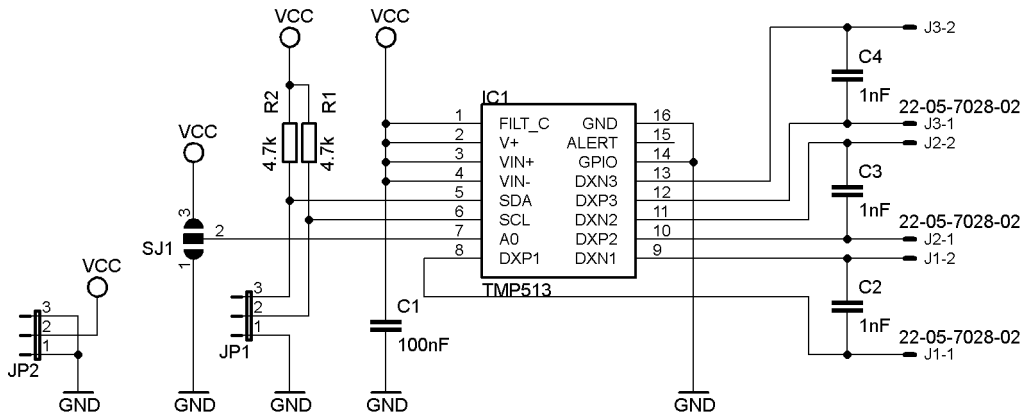 VCC VCC
J3-2
R2 R1
4.7k 4.7k
C4
1nF
IC1
22-05-7028-02
J3-1
1 FILT_C GND 16
2 V+ ALERT 15
J2-2
3 VIN+ GPIO 14
4 VIN- DXN3 13
5 SDA DXP3 12
6 SCL DXN2 11
7 A0 DXP2 10
8 DXP1 DXN1 9
TMP513
VCC
3
2
SJ1
1
C3
1nF
22-05-7028-02
J2-1
J1-2
C2
1nF
22-05-7028-02
J1-1
VCC
3
2
1
JP2
3
2
1
JP1
C1
100nF
GND GND GND GND GND